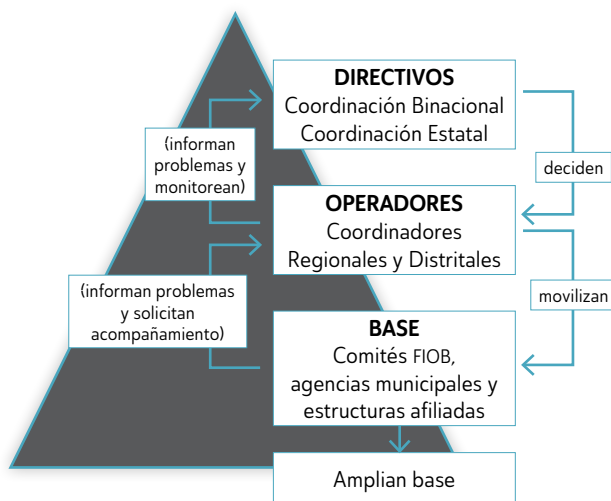 DIRECTIVOS
Coordinación Binacional
Coordinación Estatal
(informan
problemas y
monitorean)
deciden
OPERADORES
Coordinadores
Regionales y Distritales
(informan problemas
y solicitan
acompañamiento)
movilizan
BASE
Comités FIOB,
agencias municipales y
estructuras afiliadas
Amplian base